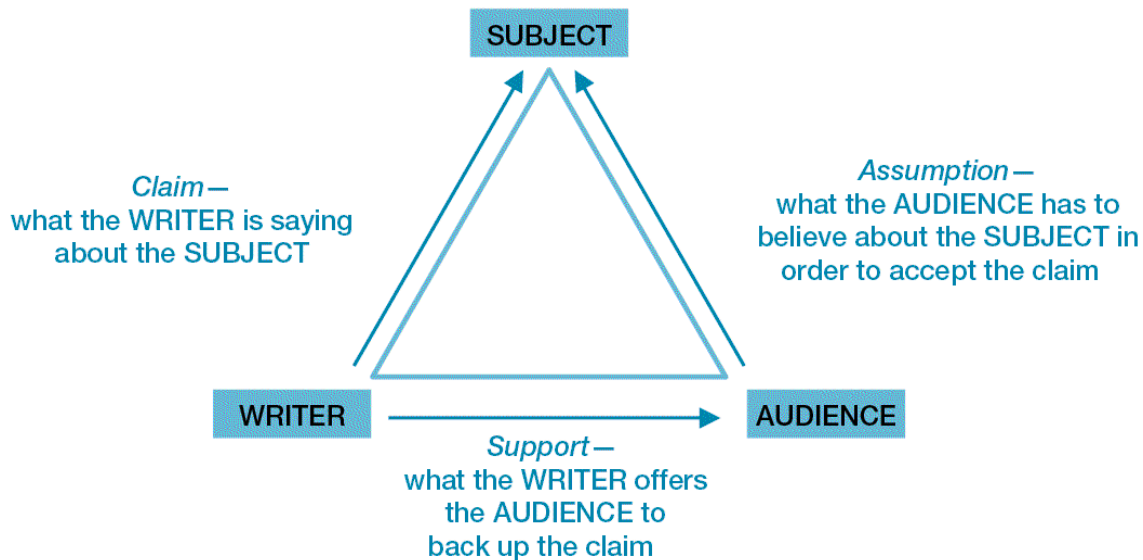 SUBJECT
Claim—
what the WRITER is saying
about the SUBJECT
Assumption—
what the AUDIENCE has to
believe about the SUBJECT in
order to accept the claim
WRITER
AUDIENCE
Support—
what the WRITER offers
the AUDIENCE to
back up the claim